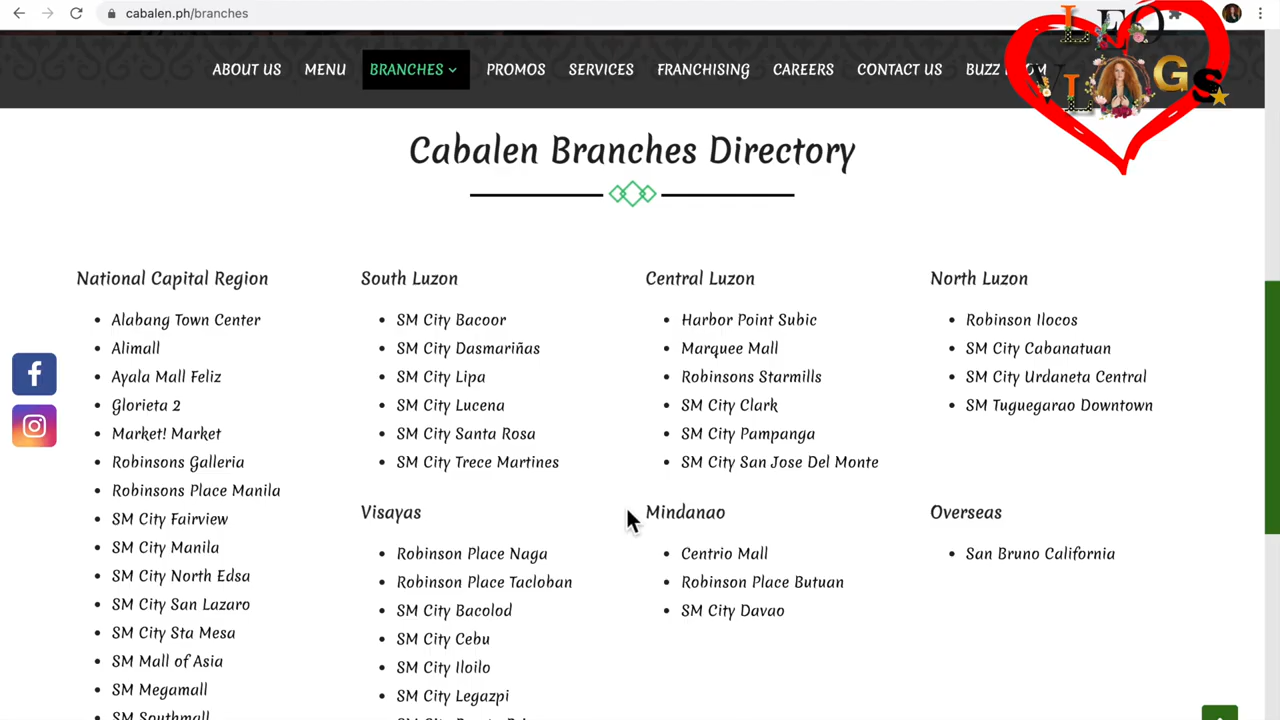 cabalen.ph/branches
LEO
VLOGS
ABOUT US MENU BRANCHES PROMOS SERVICES FRANCHISING CAREERS CONTACT US BUZZ
Cabalen Branches Directory
National Capital Region
Alabang Town Center
Alimall
Ayala Mall Feliz
Glorieta 2
Market! Market
Robinsons Galleria
Robinsons Place Manila
SM City Fairview
SM City Manila
SM City North Edsa
SM City San Lazaro
SM City Sta Mesa
SM Mall of Asia
SM Megamall
SM Southmall
South Luzon
SM City Bacoor
SM City Dasmariñas
SM City Lipa
SM City Lucena
SM City Santa Rosa
SM City Trece Martines
Visayas
Robinson Place Naga
Robinson Place Tacloban
SM City Bacolod
SM City Cebu
SM City Iloilo
SM City Legazpi
Central Luzon
Harbor Point Subic
Marquee Mall
Robinsons Starmills
SM City Clark
SM City Pampanga
SM City San Jose Del Monte
Mindanao
Centrio Mall
Robinson Place Butuan
SM City Davao
North Luzon
Robinson Ilocos
SM City Cabanatuan
SM City Urdaneta Central
SM Tuguegarao Downtown
Overseas
San Bruno California